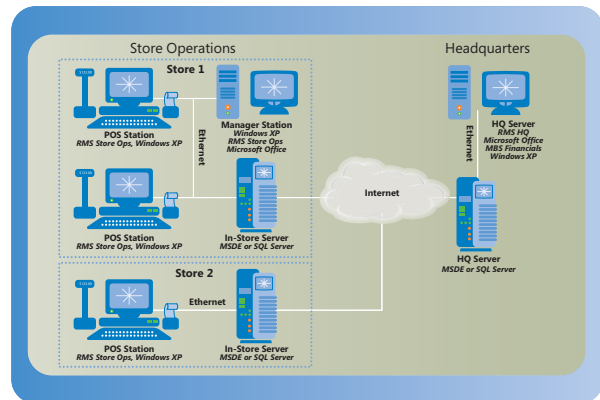 Store Operations
Headquarters
Store 1
POS Station
RMS Store Ops, Windows XP
Ethernet
Manager Station
Windows XP
RMS Store Ops
Microsoft Office
POS Station
RMS Store Ops, Windows XP
In-Store Server
MSDE or SQL Server
Store 2
Ethernet
POS Station
RMS Store Ops, Windows XP
In-Store Server
MSDE or SQL Server
Internet
Ethernet
HQ Server
RMS HQ
Microsoft Office
MBS Financials
Windows XP
HQ Server
MSDE or SQL Server